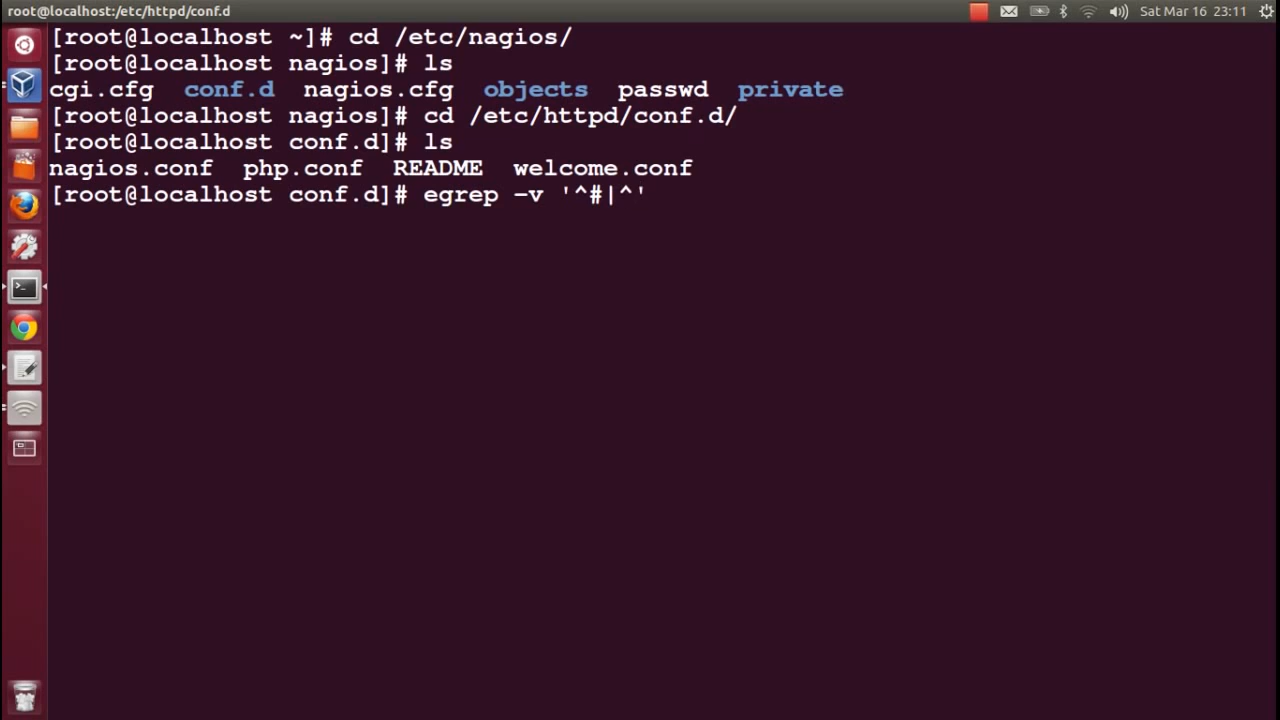 root@localhost:/etc/httpd/conf.d
Sat Mar 16 23:11
[root@localhost ~]# cd /etc/nagios/
[root@localhost nagios]# ls
cgi.cfg  conf.d  nagios.cfg  objects  passwd  private
[root@localhost nagios]# cd /etc/httpd/conf.d/
[root@localhost conf.d]# ls
nagios.conf  php.conf  README  welcome.conf
[root@localhost conf.d]# egrep -v '^#|^'